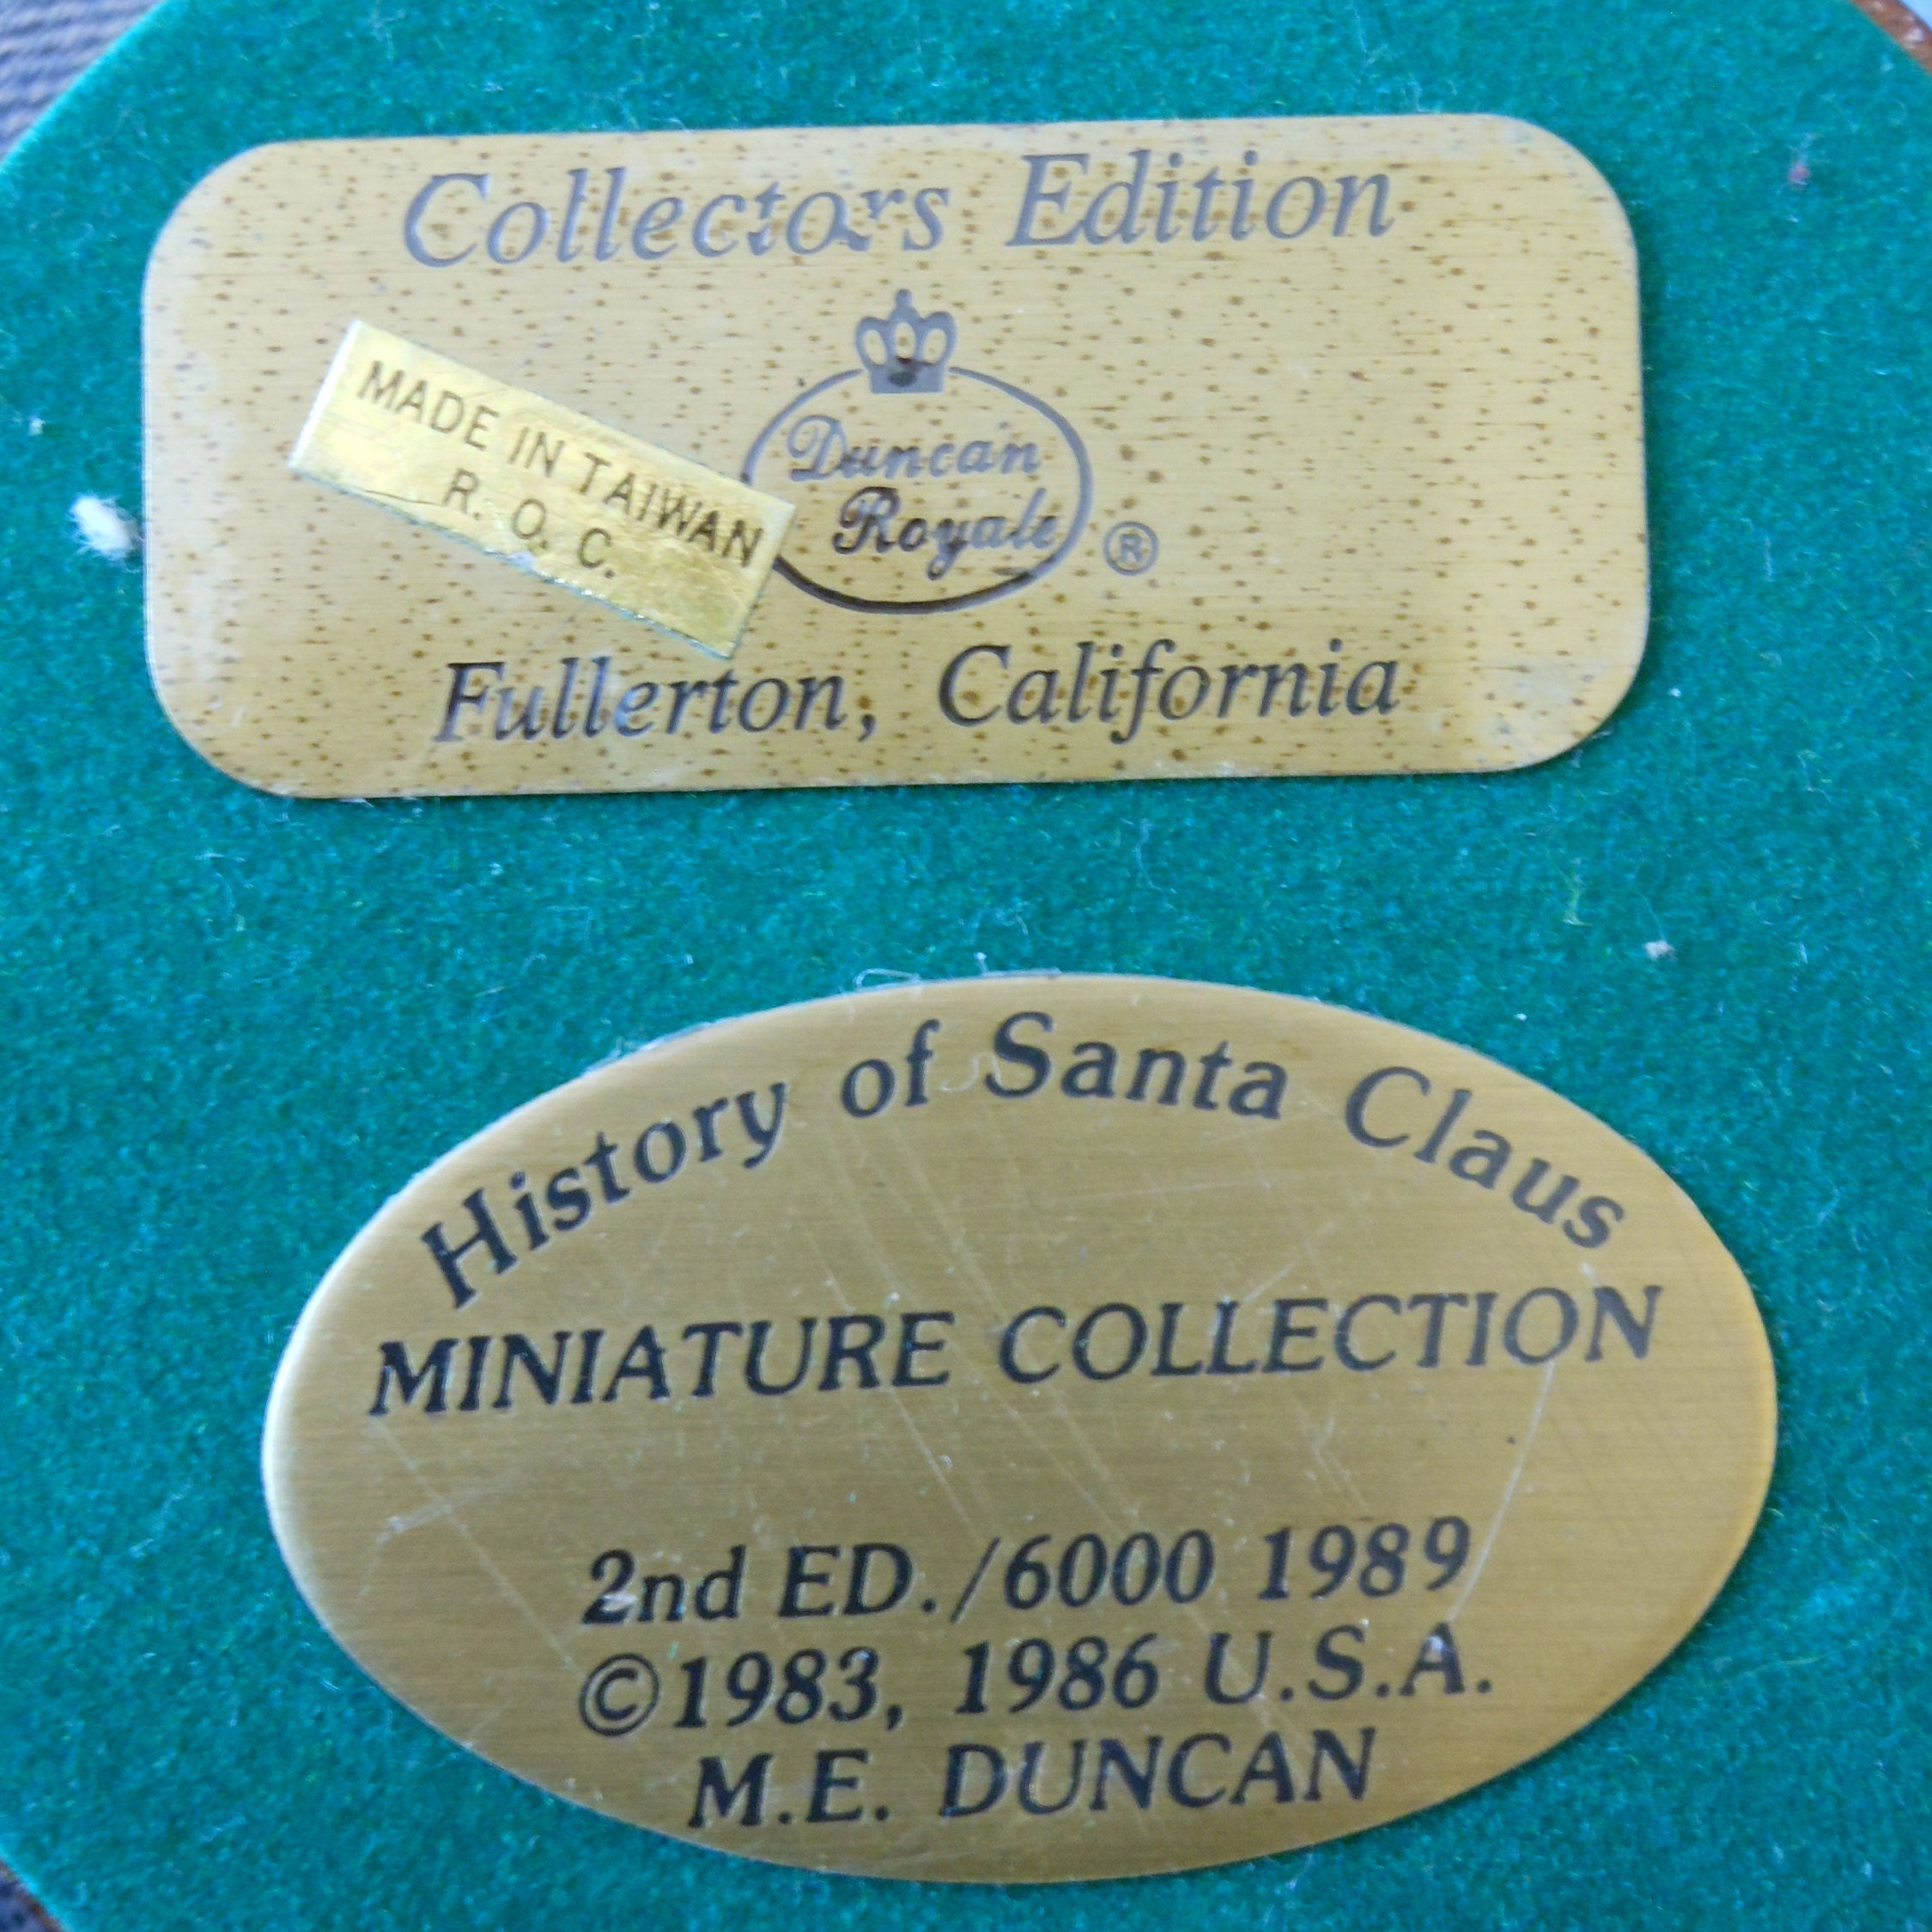 Collectors Edition
MADE IN TAIWAN
R. O. C.
Duncan
Royale
®
Fullerton, California
History of Santa Claus
MINIATURE COLLECTION
2nd ED./6000 1989
©1983, 1986 U.S.A.
M.E. DUNCAN